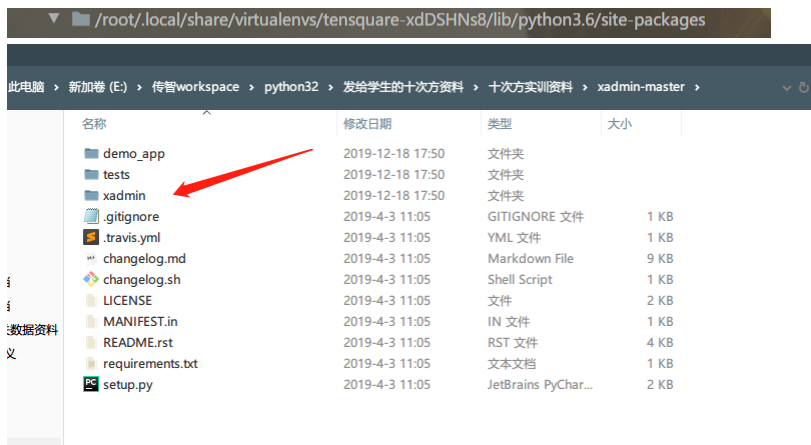 /root/.local/share/virtualenvs/tensquare-xdDSHNs8/lib/python3.6/site-packages
此电脑 › 新加卷 (E:) › 传智workspace › python32 › 发给学生的十次方资料 › 十次方实训资料 › xadmin-master ›
名称 修改日期 类型 大小
demo_app 2019-12-18 17:50 文件夹
tests 2019-12-18 17:50 文件夹
xadmin 2019-12-18 17:50 文件夹
.gitignore 2019-4-3 11:05 GITIGNORE 文件 1 KB
.travis.yml 2019-4-3 11:05 YML 文件 1 KB
changelog.md 2019-4-3 11:05 Markdown File 9 KB
changelog.sh 2019-4-3 11:05 Shell Script 1 KB
LICENSE 2019-4-3 11:05 文件 2 KB
MANIFEST.in 2019-4-3 11:05 IN 文件 1 KB
数据资料
README.rst 2019-4-3 11:05 RST 文件 4 KB
义
requirements.txt 2019-4-3 11:05 文本文档 1 KB
PC setup.py 2019-4-3 11:05 JetBrains PyChar... 2 KB